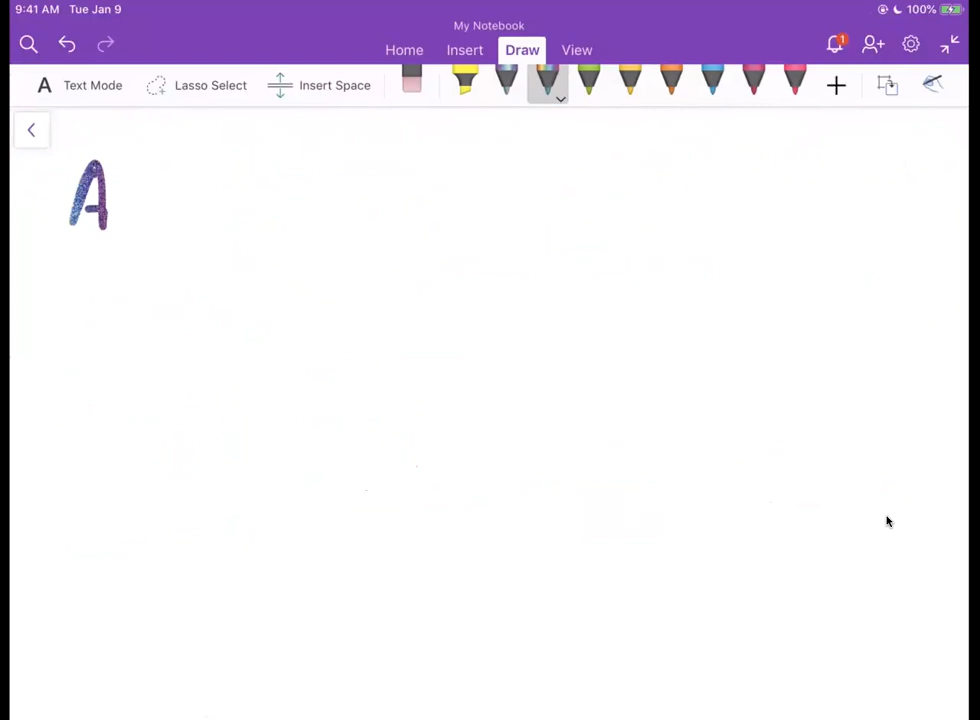 9:41 AM Tue Jan 9 100%
My Notebook
Home Insert Draw View 1
A Text Mode Lasso Select Insert Space
A